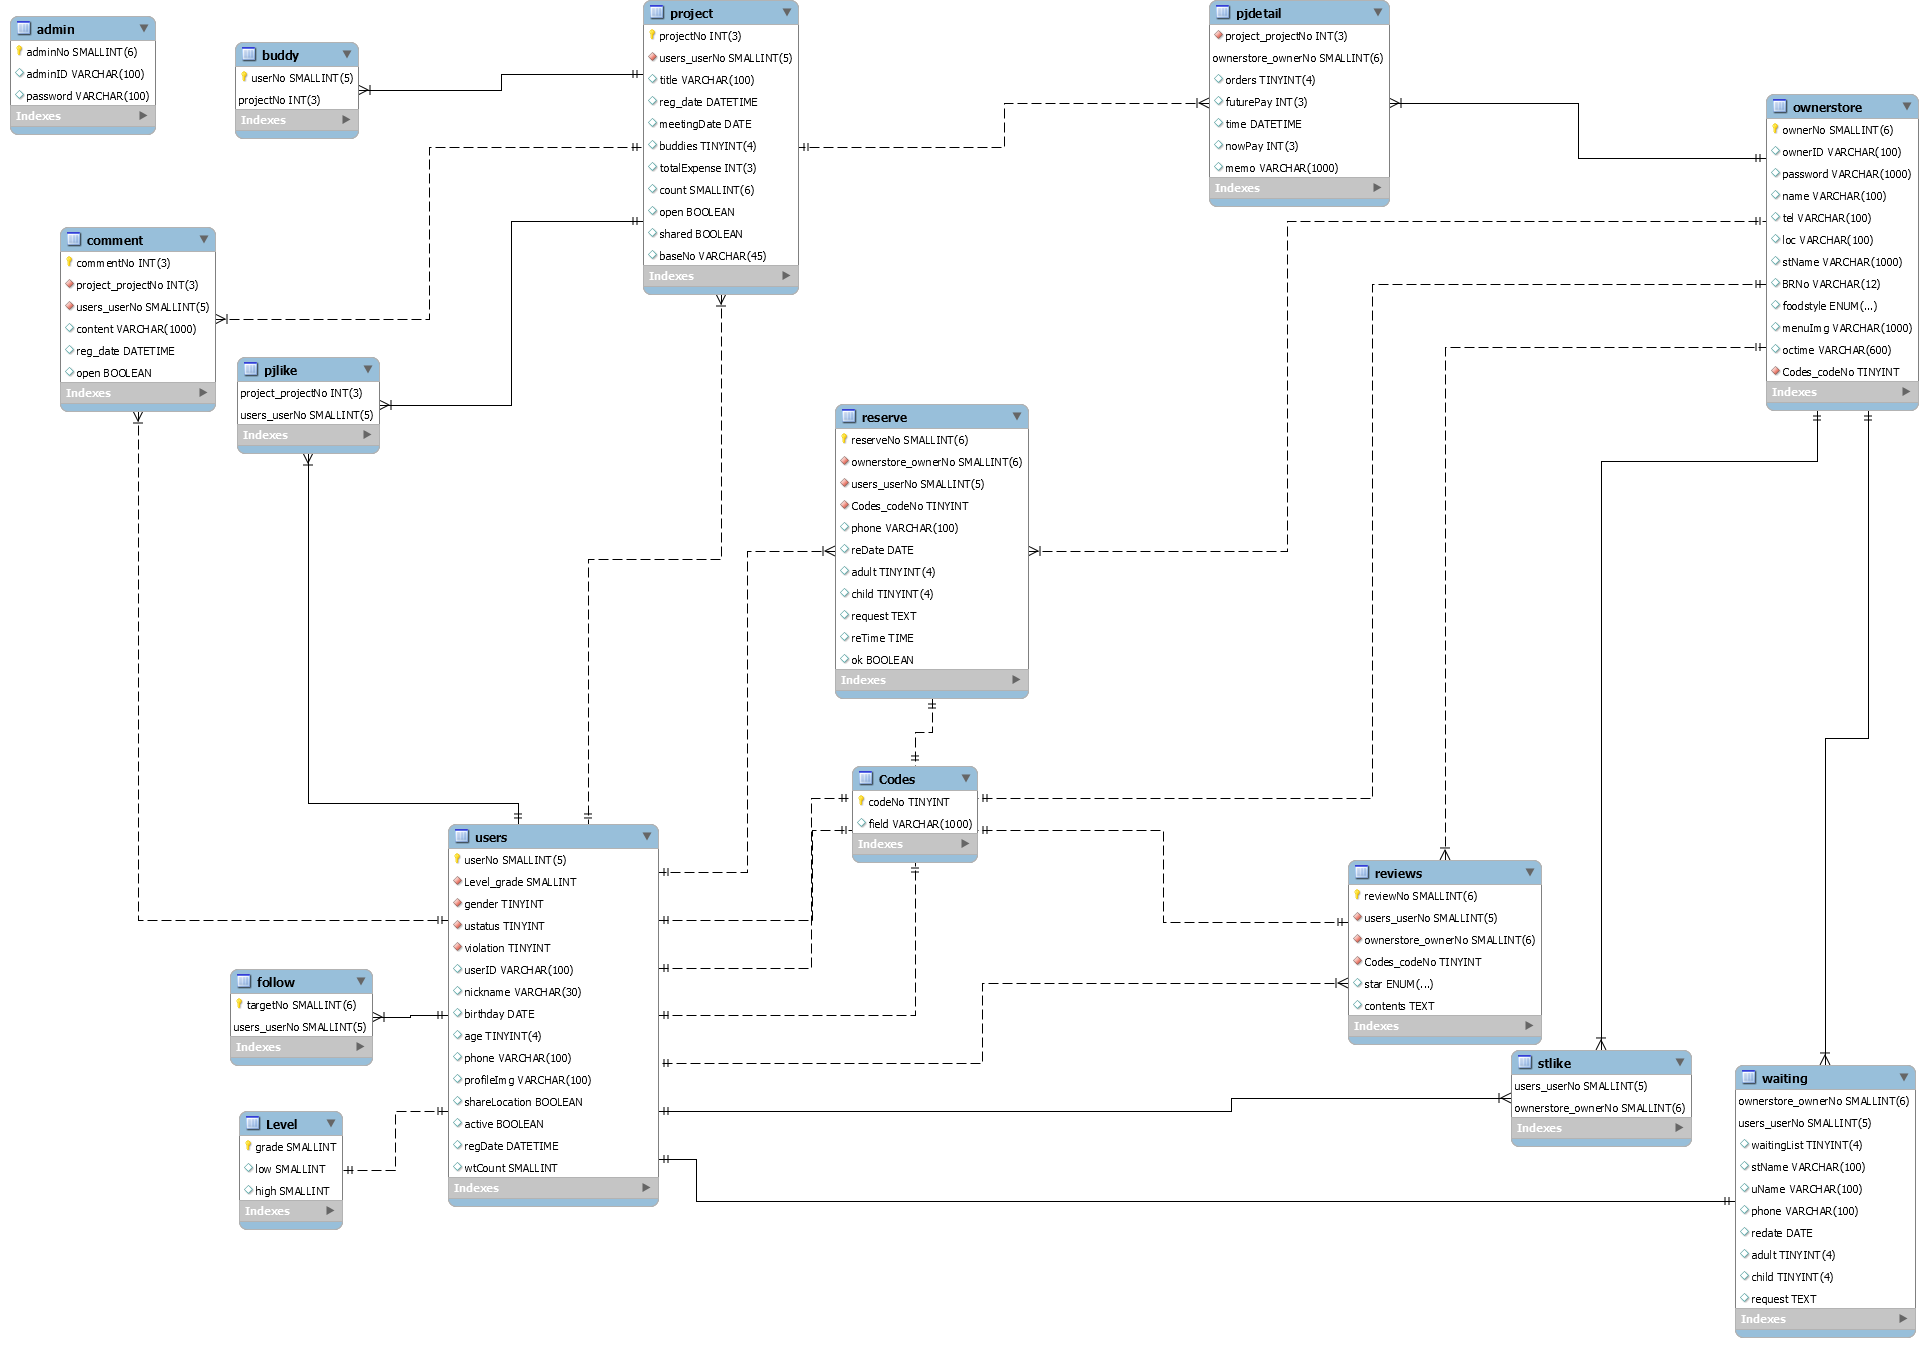 admin
adminNo SMALLINT(6)
adminID VARCHAR(100)
password VARCHAR(100)
Indexes
buddy
userNo SMALLINT(5)
projectNo INT(3)
Indexes
project
projectNo INT(3)
users_userNo SMALLINT(5)
title VARCHAR(100)
reg_date DATETIME
meetingDate DATE
buddies TINYINT(4)
totalExpense INT(3)
count SMALLINT(6)
open BOOLEAN
shared BOOLEAN
baseNo VARCHAR(45)
Indexes
pjdetail
project_projectNo INT(3)
ownerstore_ownerNo SMALLINT(6)
orders TINYINT(4)
futurePay INT(3)
time DATETIME
nowPay INT(3)
memo VARCHAR(1000)
Indexes
ownerstore
ownerNo SMALLINT(6)
ownerID VARCHAR(100)
password VARCHAR(1000)
name VARCHAR(100)
tel VARCHAR(100)
loc VARCHAR(100)
stName VARCHAR(1000)
BRNo VARCHAR(12)
foodstyle ENUM(...)
menuImg VARCHAR(1000)
octime VARCHAR(600)
Codes_codeNo TINYINT
Indexes
comment
commentNo INT(3)
project_projectNo INT(3)
users_userNo SMALLINT(5)
content VARCHAR(1000)
reg_date DATETIME
open BOOLEAN
Indexes
pjlike
project_projectNo INT(3)
users_userNo SMALLINT(5)
Indexes
reserve
reserveNo SMALLINT(6)
ownerstore_ownerNo SMALLINT(6)
users_userNo SMALLINT(5)
Codes_codeNo TINYINT
phone VARCHAR(100)
reDate DATE
adult TINYINT(4)
child TINYINT(4)
request TEXT
reTime TIME
ok BOOLEAN
Indexes
Codes
codeNo TINYINT
field VARCHAR(1000)
Indexes
users
userNo SMALLINT(5)
Level_grade SMALLINT
gender TINYINT
ustatus TINYINT
violation TINYINT
userID VARCHAR(100)
nickname VARCHAR(30)
birthday DATE
age TINYINT(4)
phone VARCHAR(100)
profileImg VARCHAR(100)
shareLocation BOOLEAN
active BOOLEAN
regDate DATETIME
wtCount SMALLINT
Indexes
reviews
reviewNo SMALLINT(6)
users_userNo SMALLINT(5)
ownerstore_ownerNo SMALLINT(6)
Codes_codeNo TINYINT
star ENUM(...)
contents TEXT
Indexes
follow
targetNo SMALLINT(6)
users_userNo SMALLINT(5)
Indexes
Level
grade SMALLINT
low SMALLINT
high SMALLINT
Indexes
stlike
users_userNo SMALLINT(5)
ownerstore_ownerNo SMALLINT(6)
Indexes
waiting
ownerstore_ownerNo SMALLINT(6)
users_userNo SMALLINT(5)
waitingList TINYINT(4)
stName VARCHAR(100)
uName VARCHAR(100)
phone VARCHAR(100)
redate DATE
adult TINYINT(4)
child TINYINT(4)
request TEXT
Indexes